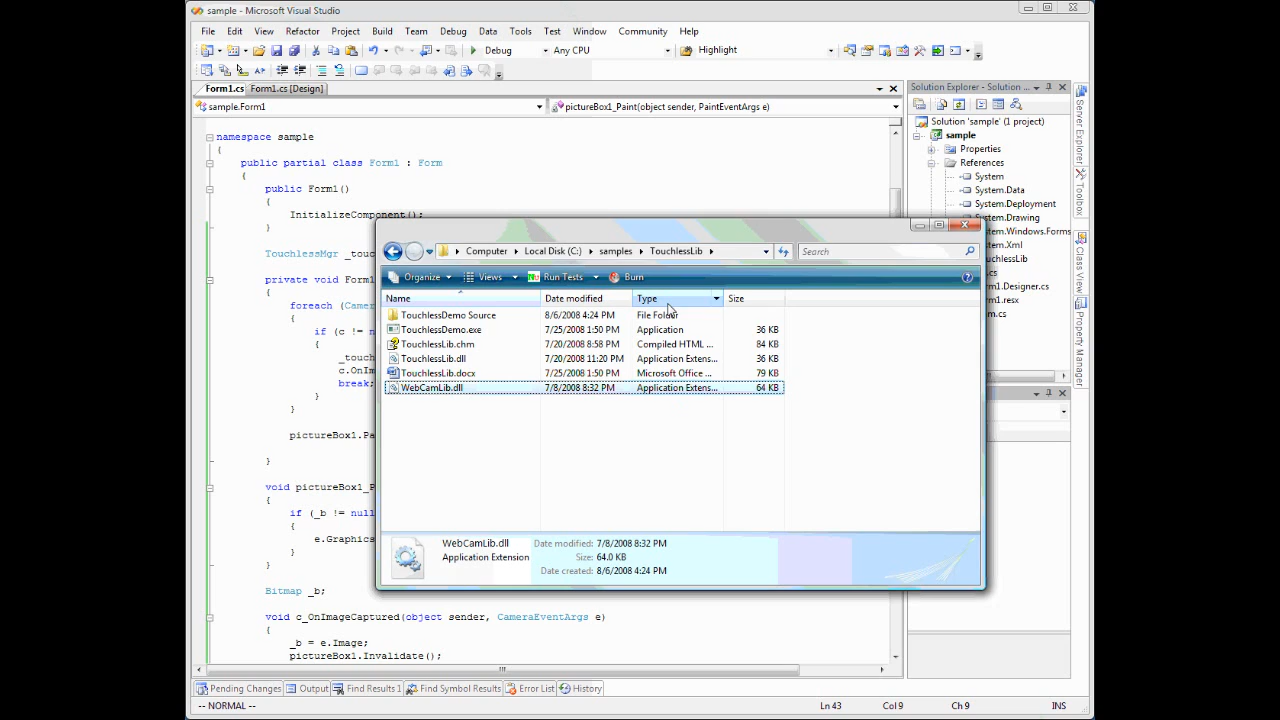 sample - Microsoft Visual Studio
File Edit View Refactor Project Build Team Debug Data Tools Test Window Community Help
Debug Any CPU Highlight
Form1.cs Form1.cs [Design]
sample.Form1 pictureBox1_Paint(object sender, PaintEventArgs e)
namespace sample
{
public partial class Form1 : Form
{
public Form1()
{
InitializeComponent();
}
TouchlessMgr _touc
private void Form1
{
foreach (Came
{
if (c != n
{
_touch
c.OnIm
break;
}
}
pictureBox1.Pa
}
void pictureBox1_P
{
if (_b != null
{
e.Graphics
}
}
Bitmap _b;
void c_OnImageCaptured(object sender, CameraEventArgs e)
{
_b = e.Image;
pictureBox1.Invalidate();
Computer Local Disk (C:) samples TouchlessLib Search
Organize Views Run Tests Burn
Name Date modified Type Size
TouchlessDemo Source 8/6/2008 4:24 PM File Folder
TouchlessDemo.exe 7/25/2008 1:50 PM Application 36 KB
TouchlessLib.chm 7/20/2008 8:58 PM Compiled HTML ... 84 KB
TouchlessLib.dll 7/20/2008 11:20 PM Application Extens... 36 KB
TouchlessLib.docx 7/25/2008 1:50 PM Microsoft Office ... 79 KB
WebCamLib.dll 7/8/2008 8:32 PM Application Extens... 64 KB
WebCamLib.dll Date modified: 7/8/2008 8:32 PM
Application Extension Size: 64.0 KB
Date created: 8/6/2008 4:24 PM
Solution Explorer - Solution ...
Solution 'sample' (1 project)
sample
Properties
References
System
System.Data
System.Deployment
System.Drawing
m.Windows.Forms
m.Xml
hlessLib
.cs
rm1.Designer.cs
rm1.resx
m.cs
Server Explorer
Toolbox
Class View
Property Manager
Pending Changes Output Find Results 1 Find Symbol Results Error List History
-- NORMAL -- Ln 43 Col 9 Ch 9 INS